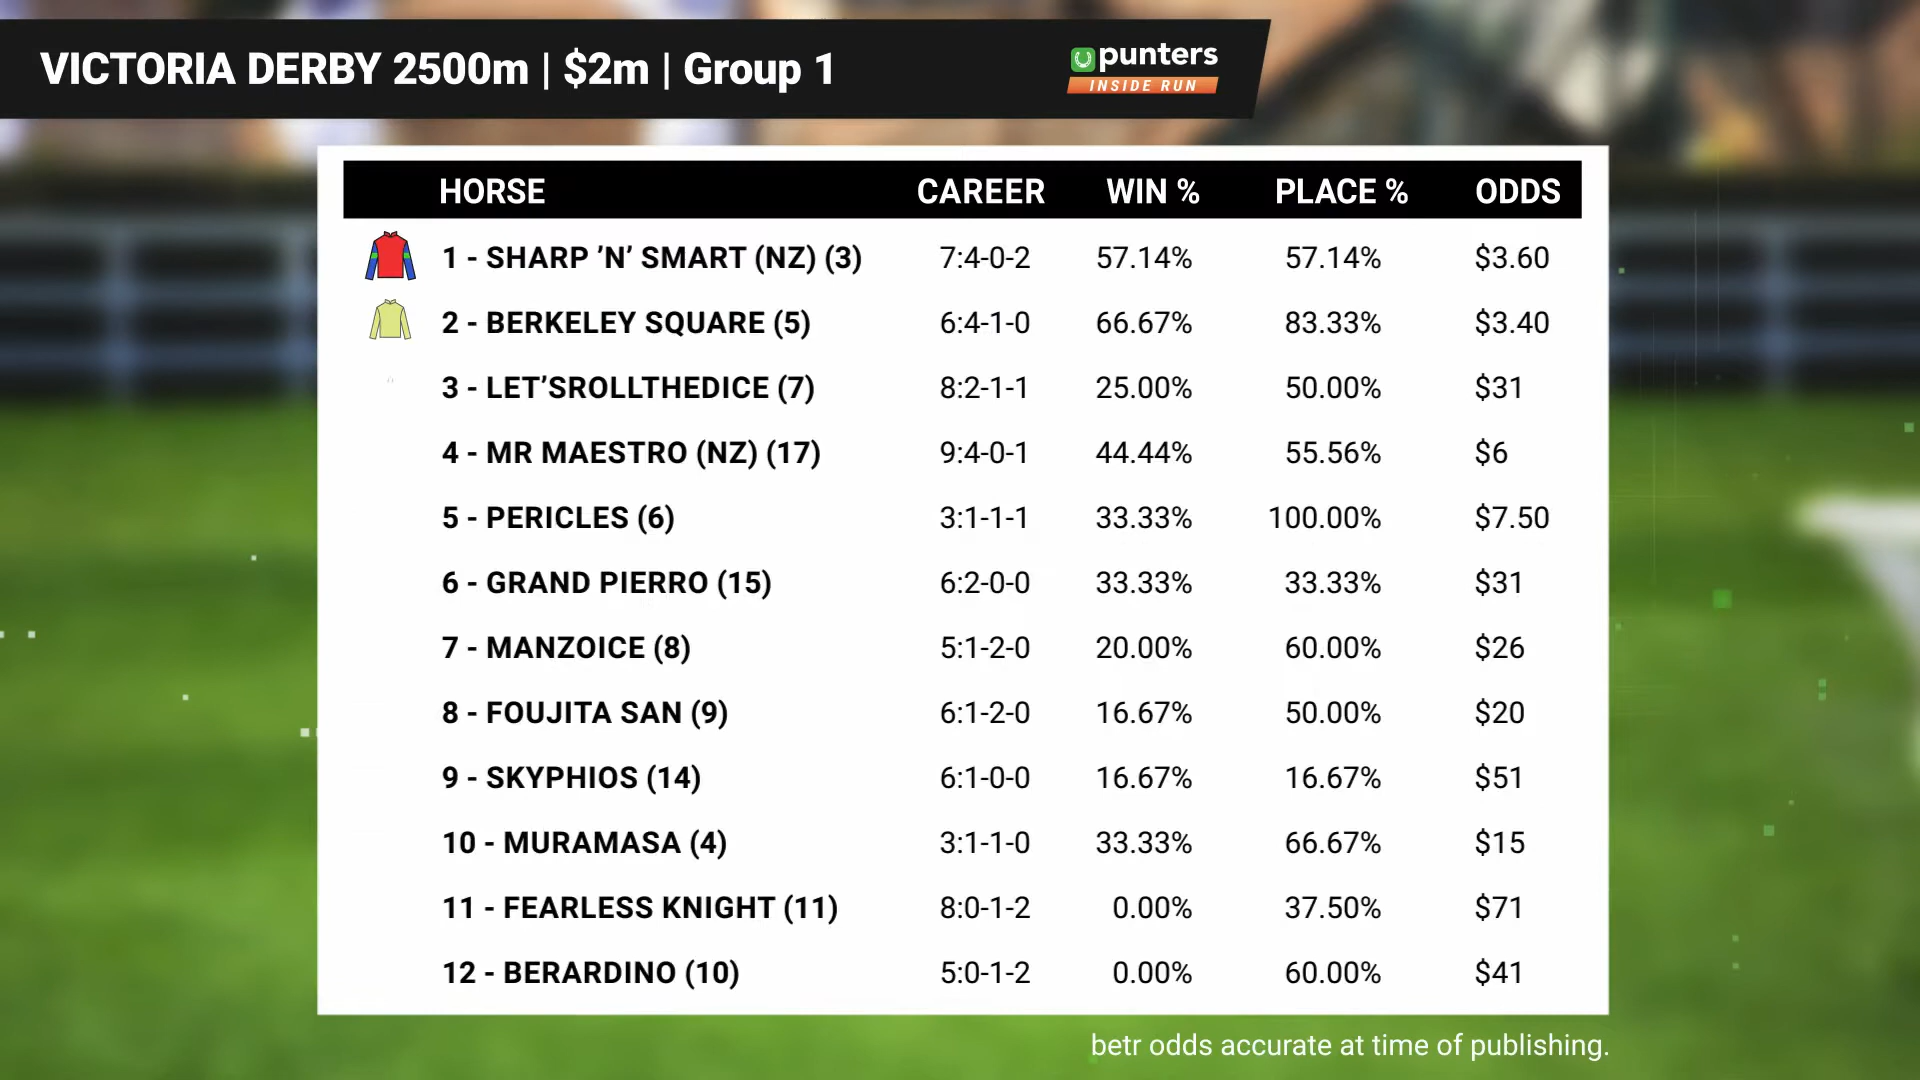 VICTORIA DERBY 2500m | $2m | Group 1
punters
INSIDE RUN
HORSE CAREER WIN % PLACE % ODDS
1 - SHARP ’N’ SMART (NZ) (3) 7:4-0-2 57.14% 57.14% $3.60
2 - BERKELEY SQUARE (5) 6:4-1-0 66.67% 83.33% $3.40
3 - LET’SROLLTHEDICE (7) 8:2-1-1 25.00% 50.00% $31
4 - MR MAESTRO (NZ) (17) 9:4-0-1 44.44% 55.56% $6
5 - PERICLES (6) 3:1-1-1 33.33% 100.00% $7.50
6 - GRAND PIERRO (15) 6:2-0-0 33.33% 33.33% $31
7 - MANZOICE (8) 5:1-2-0 20.00% 60.00% $26
8 - FOUJITA SAN (9) 6:1-2-0 16.67% 50.00% $20
9 - SKYPHIOS (14) 6:1-0-0 16.67% 16.67% $51
10 - MURAMASA (4) 3:1-1-0 33.33% 66.67% $15
11 - FEARLESS KNIGHT (11) 8:0-1-2 0.00% 37.50% $71
12 - BERARDINO (10) 5:0-1-2 0.00% 60.00% $41
betr odds accurate at time of publishing.